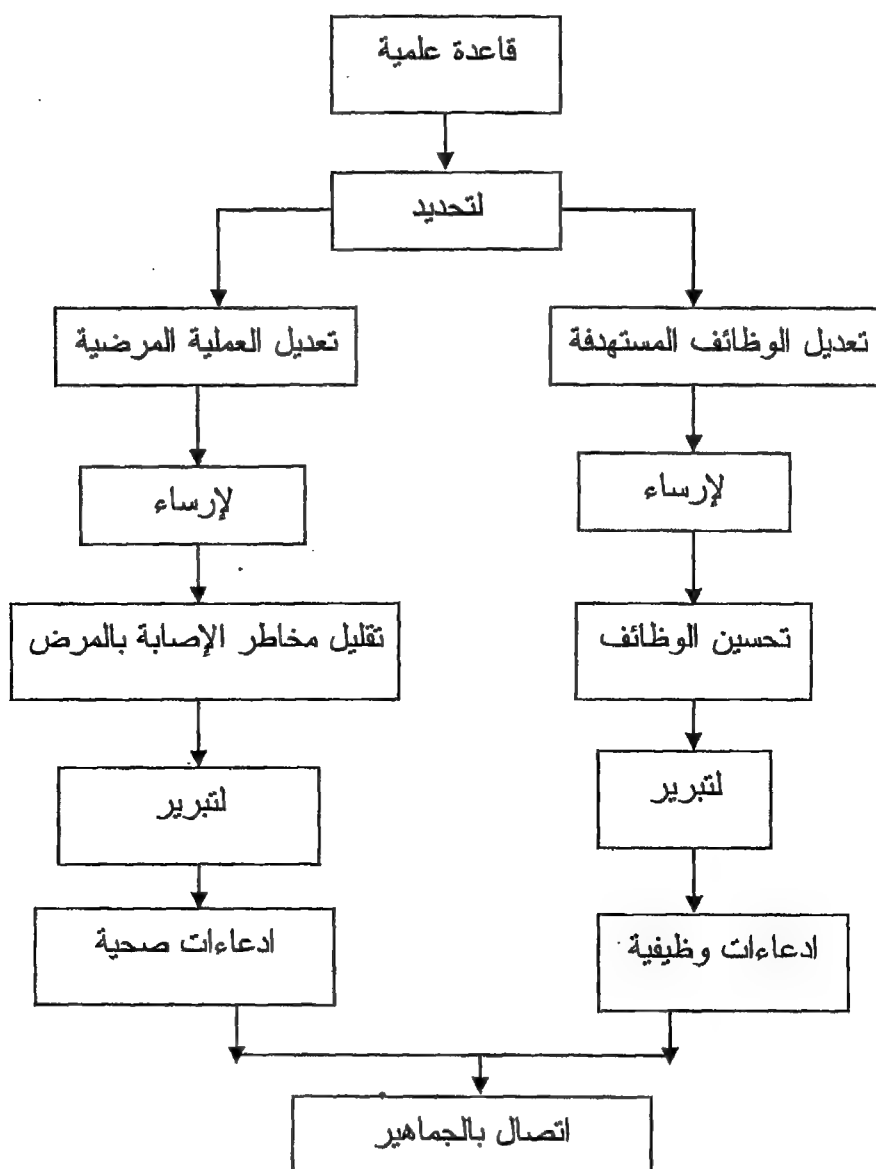 قاعدة علمية
لتحديد
تعديل الوظائف المستهدفة
تعديل العملية المرضية
لإرساء
لإرساء
تحسين الوظائف
تقليل مخاطر الإصابة بالمرض
لتبرير
لتبرير
ادعاءات وظيفية
ادعاءات صحية
اتصال بالجماهير